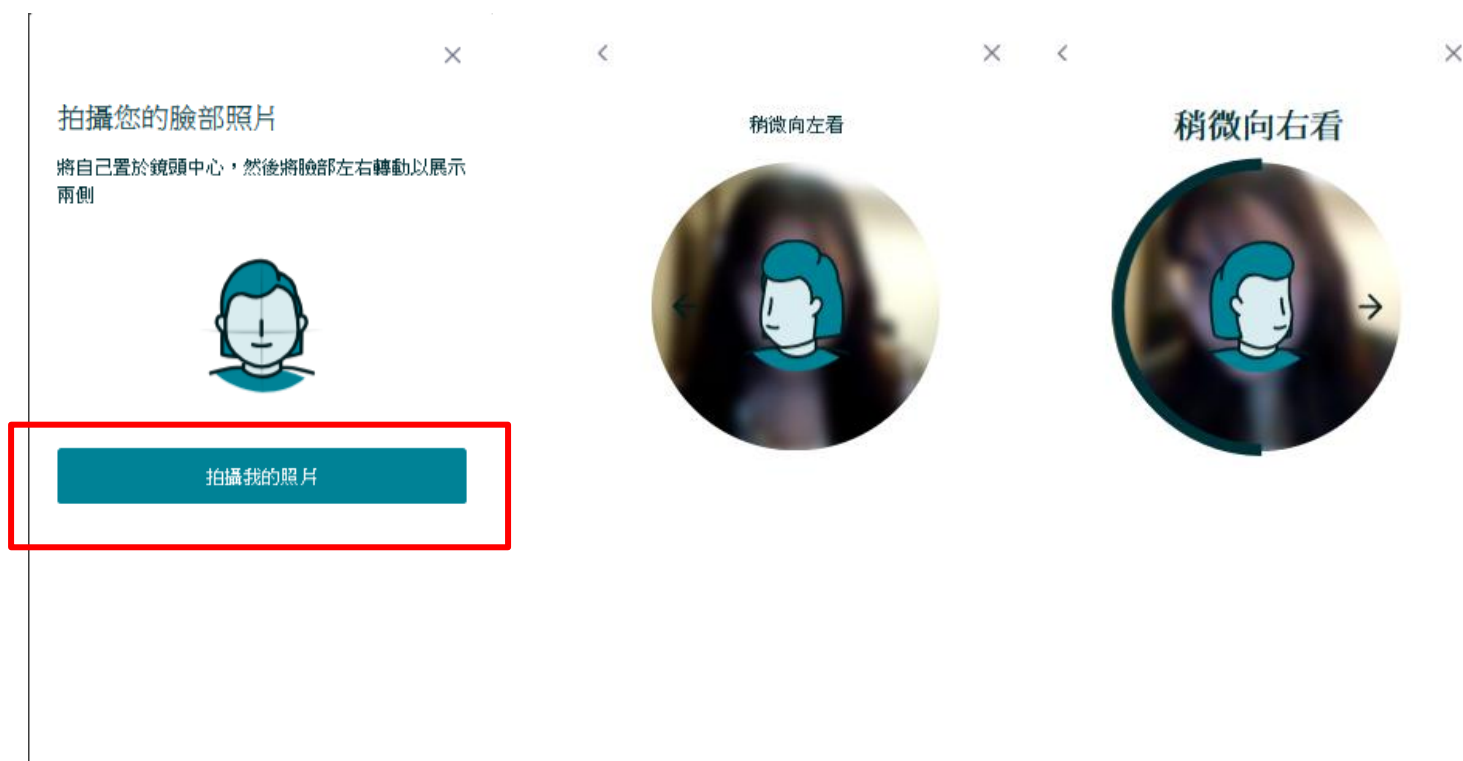 拍攝您的臉部照片
將自己置於鏡頭中心，然後將臉部左右轉動以展示
兩側
拍攝我的照片
稍微向左看
稍微向右看